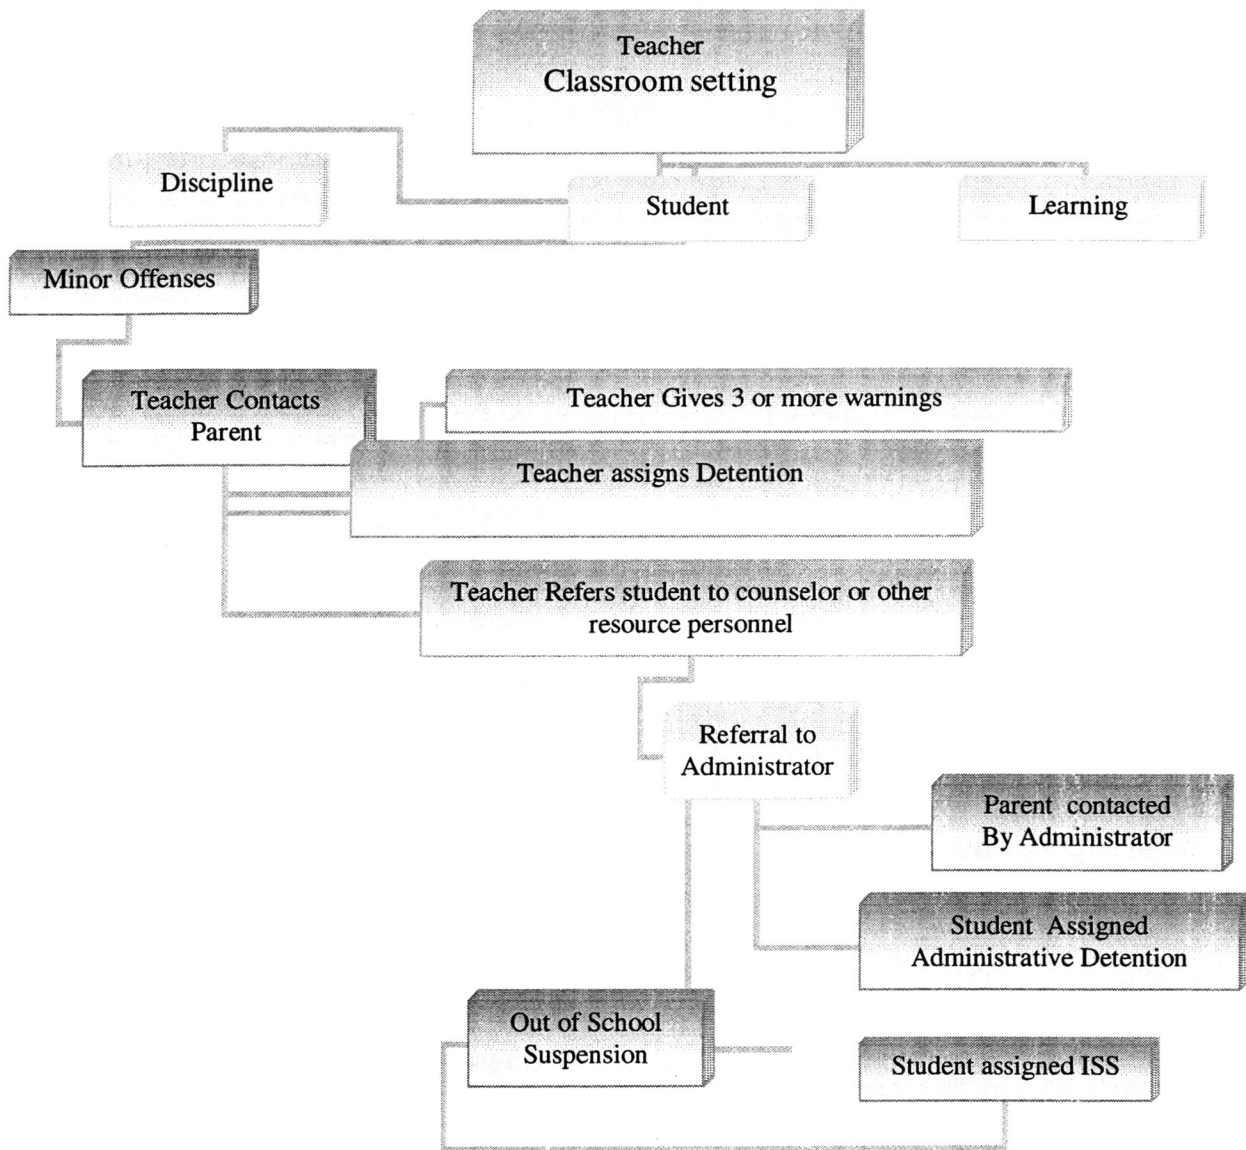 Teacher
Classroom setting
Discipline
Student
Learning
Minor Offenses
Teacher Contacts
Parent
Teacher Gives 3 or more warnings
Teacher assigns Detention
Teacher Refers student to counselor or other
resource personnel
Referral to
Administrator
Parent contacted
By Administrator
Student Assigned
Administrative Detention
Out of School
Suspension
Student assigned ISS